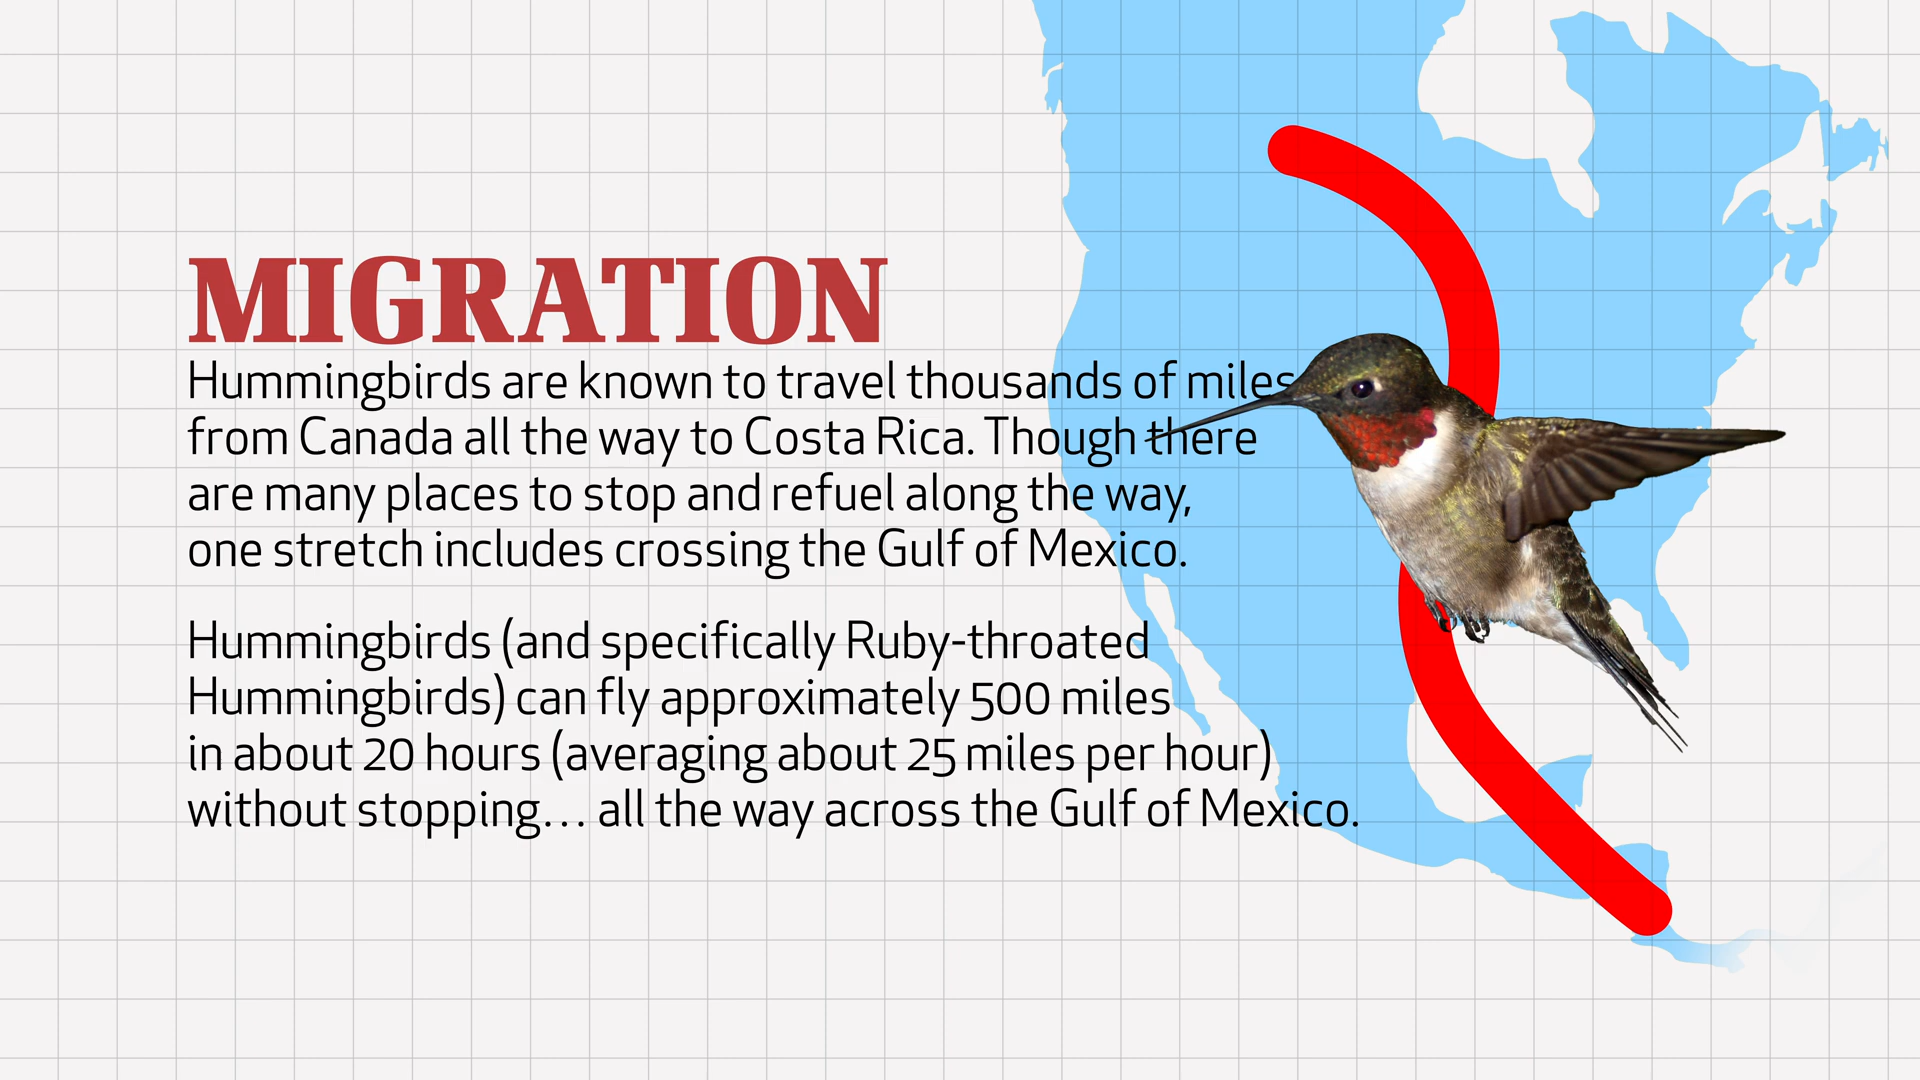 MIGRATION
Hummingbirds are known to travel thousands of miles
from Canada all the way to Costa Rica. Though there
are many places to stop and refuel along the way,
one stretch includes crossing the Gulf of Mexico.
Hummingbirds (and specifically Ruby-throated
Hummingbirds) can fly approximately 500 miles
in about 20 hours (averaging about 25 miles per hour)
without stopping... all the way across the Gulf of Mexico.